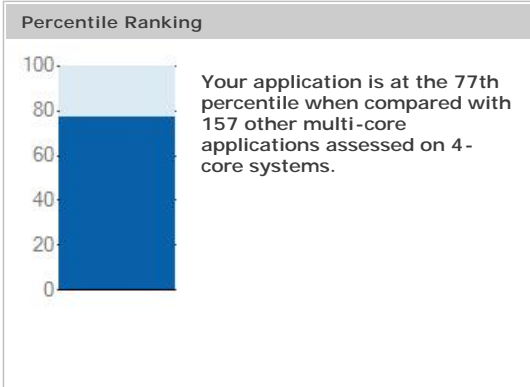 Percentile Ranking
100
80
60
40
20
0
Your application is at the 77th
percentile when compared with
157 other multi-core
applications assessed on 4-
core systems.